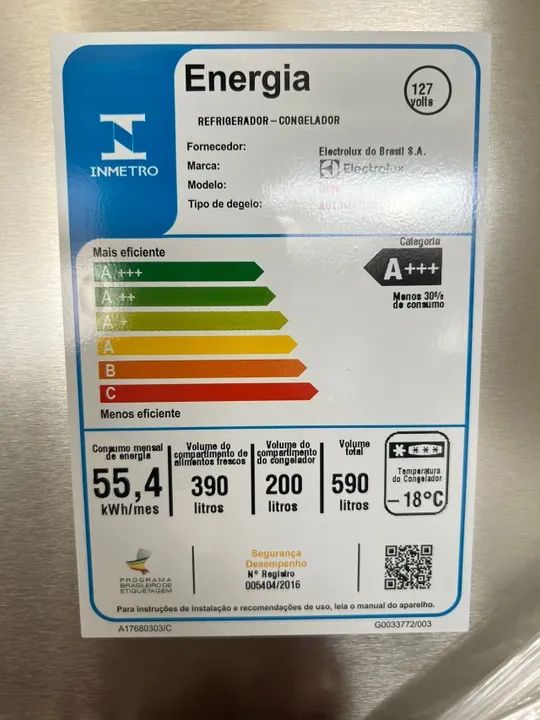 Energia
127
volts
REFRIGERADOR – CONGELADOR
INMETRO
Fornecedor:
Electrolux do Brasil S.A.
Marca:
Electrolux
Modelo:
Tipo de degelo:
Mais eficiente
A +++
A ++
A +
A
B
C
Menos eficiente
Categoria
A+++
Menos 30%
de consumo
Consumo mensal
de energia
55,4
kWh/mes
Volume do
compartimento de
alimentos frescos
390
litros
Volume do
compartimento
do congelador
200
litros
Volume
total
590
litros
Temperatura
do Congelador
– 18°C
PROGRAMA
BRASILEIRO DE
ETIQUETAGEM
Segurança
Desempenho
Nº Registro
005404/2016
Para instruções de instalação e recomendações de uso, leia o manual do aparelho.
A17680303/C
G0033772/003